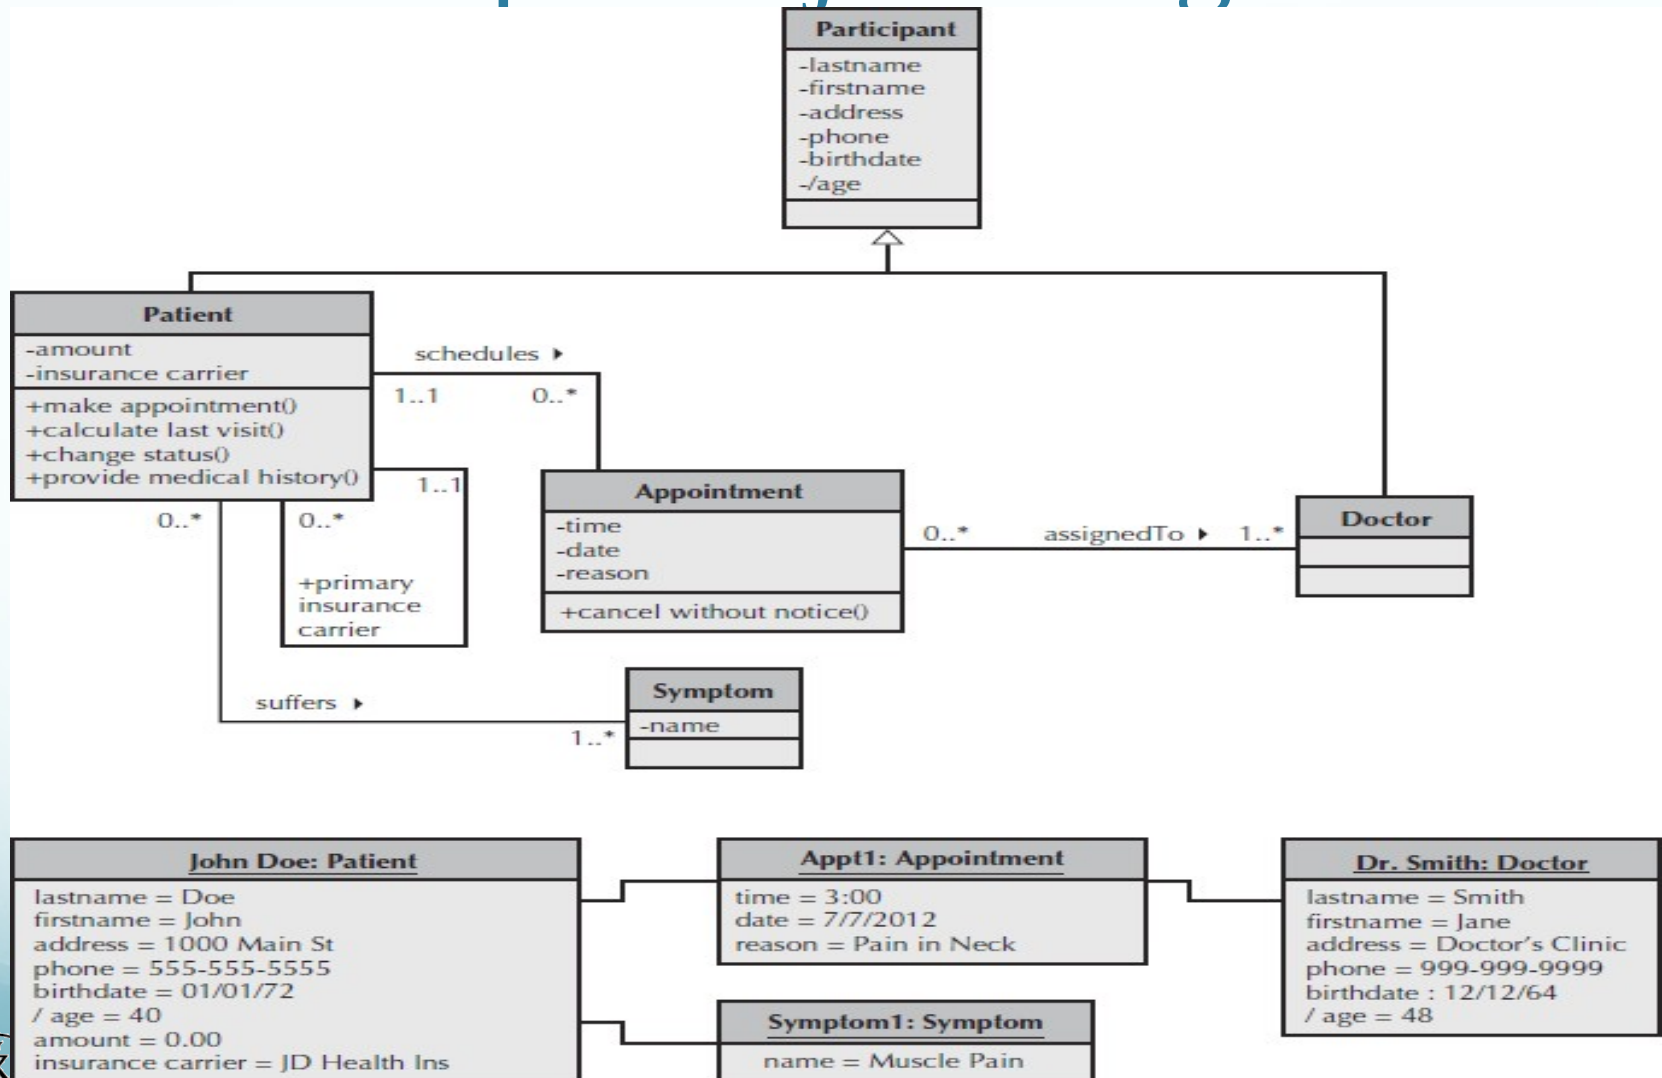 Participant
-lastname
-firstname
-address
-phone
-birthdate
-/age
Patient
-amount
-insurance carrier
+make appointment()
+calculate last visit()
+change status()
+provide medical history()
schedules
1..1
0..*
1..1
0..*
0..*
+primary
insurance
carrier
Appointment
-time
-date
-reason
+cancel without notice()
0..*
assignedTo
1..*
Doctor
suffers
1..*
Symptom
-name
John Doe: Patient
lastname = Doe
firstname = John
address = 1000 Main St
phone = 555-555-5555
birthdate = 01/01/72
/ age = 40
amount = 0.00
insurance carrier = JD Health Ins
Appt1: Appointment
time = 3:00
date = 7/7/2012
reason = Pain in Neck
Symptom1: Symptom
name = Muscle Pain
Dr. Smith: Doctor
lastname = Smith
firstname = Jane
address = Doctor's Clinic
phone = 999-999-9999
birthdate : 12/12/64
/ age = 48